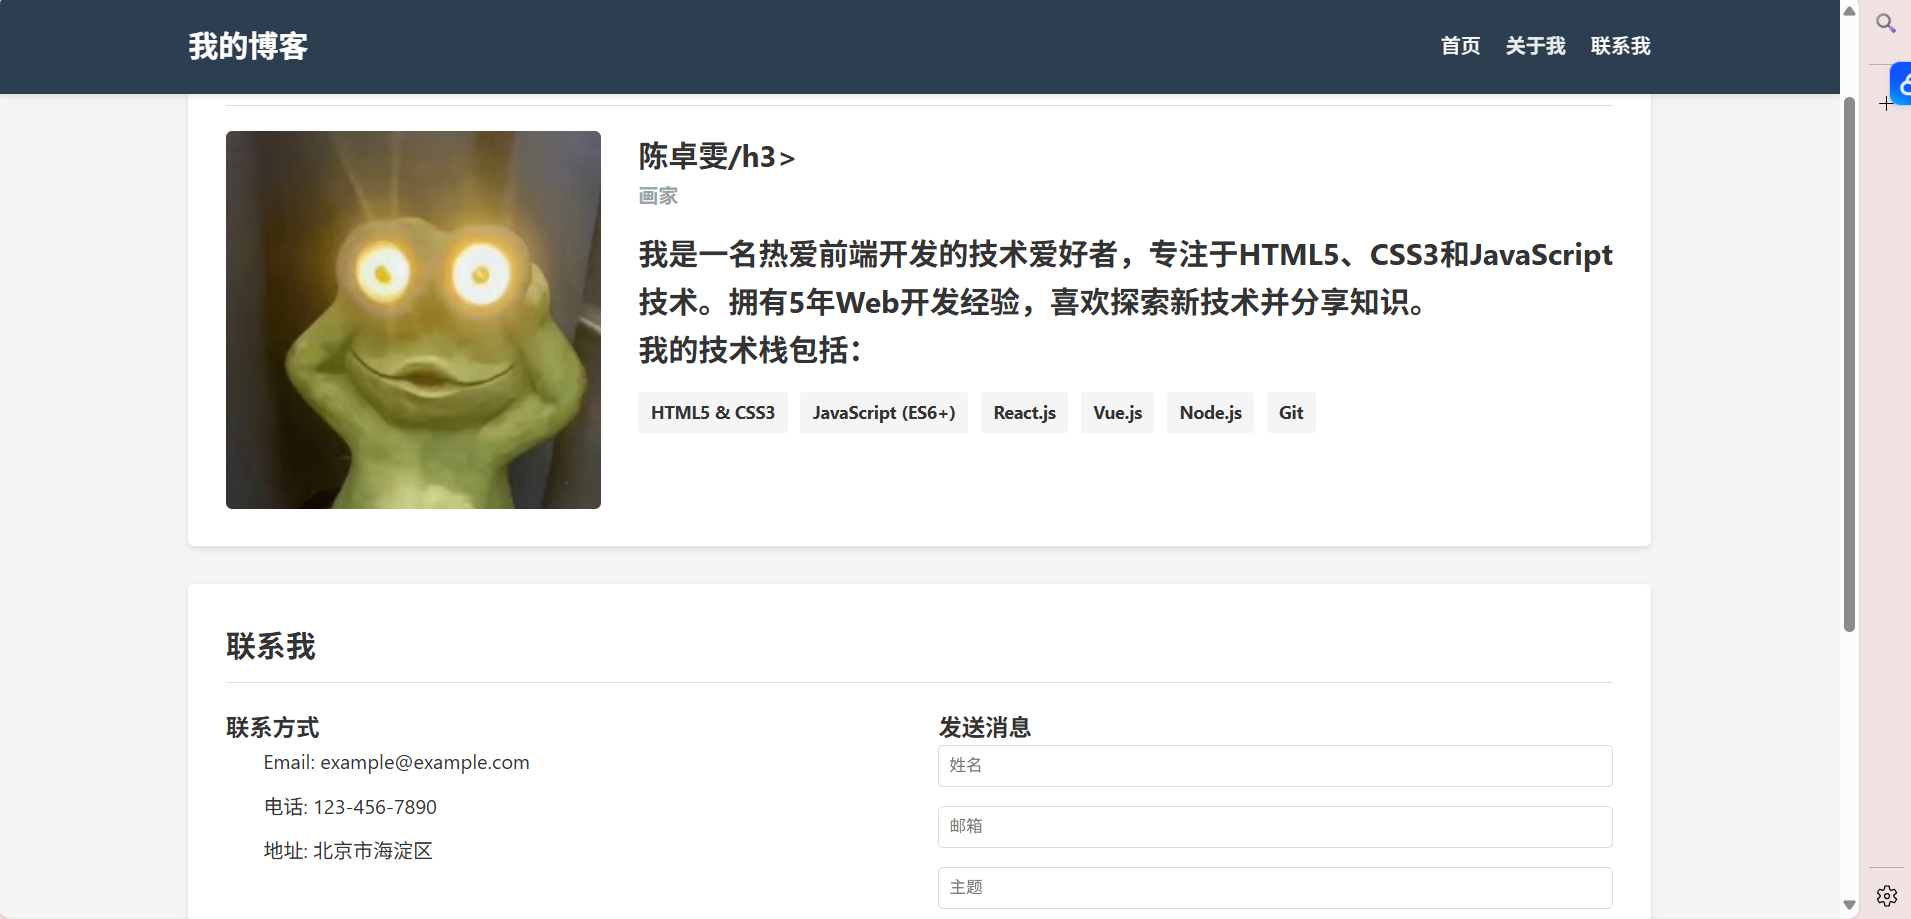 我的博客
首页 关于我 联系我
陈卓雯/h3>
画家
我是一名热爱前端开发的技术爱好者，专注于HTML5、CSS3和JavaScript
技术。拥有5年Web开发经验，喜欢探索新技术并分享知识。
我的技术栈包括：
HTML5 & CSS3 JavaScript (ES6+) React.js Vue.js Node.js Git
联系我
联系方式
Email: example@example.com
电话: 123-456-7890
地址: 北京市海淀区
发送消息
姓名
邮箱
主题